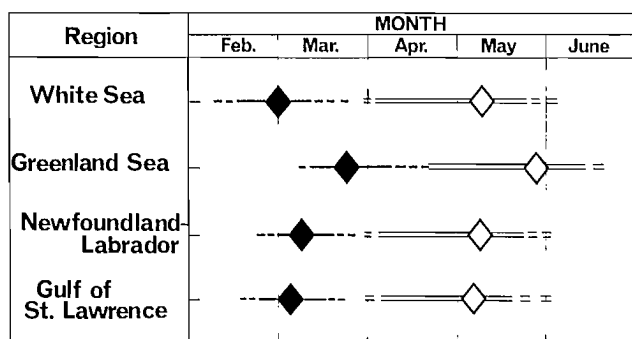 Region
MONTH
Feb. Mar. Apr. May June
White Sea
Greenland Sea
Newfoundland-
Labrador
Gulf of
St. Lawrence